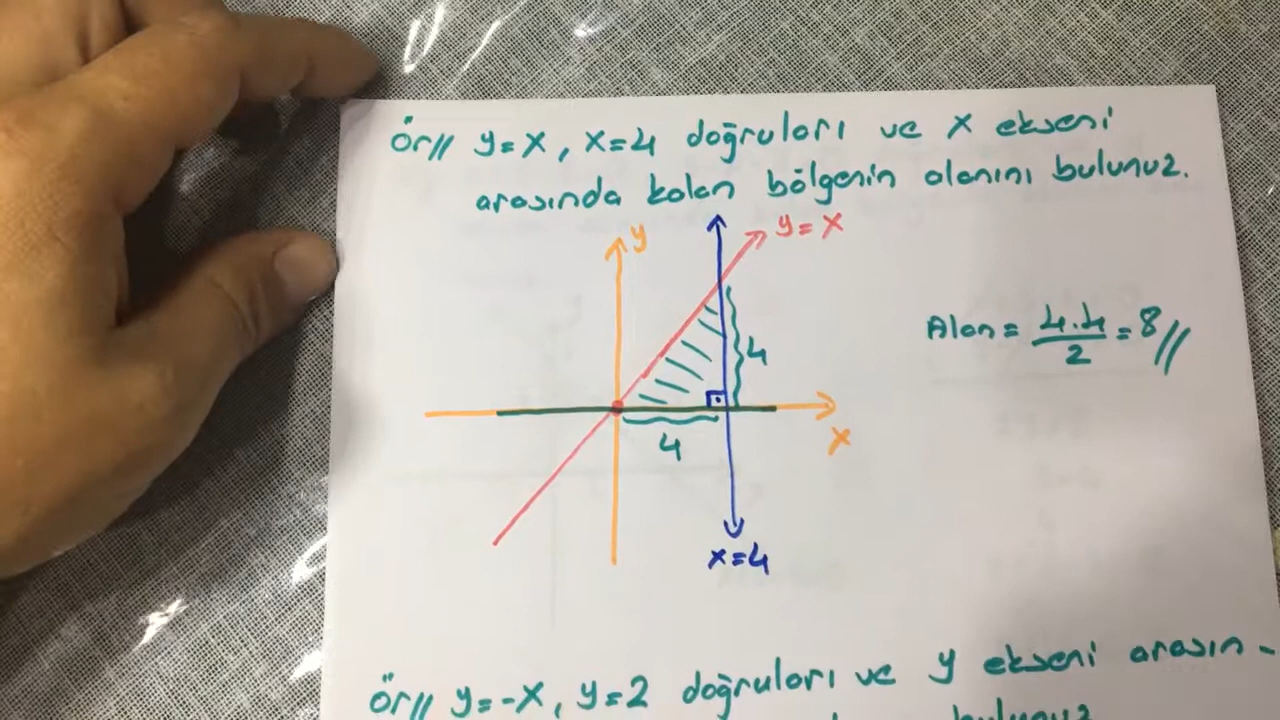 Ör// y=x, x=4 doğruları ve x ekseni
arasında kalan bölgenin alanını bulunuz.
y
y=x
Alan = 4.4/2 = 8//
4
4
x
x=4
Ör// y=-x, y=2 doğruları ve y ekseni arasın-
bulunuz